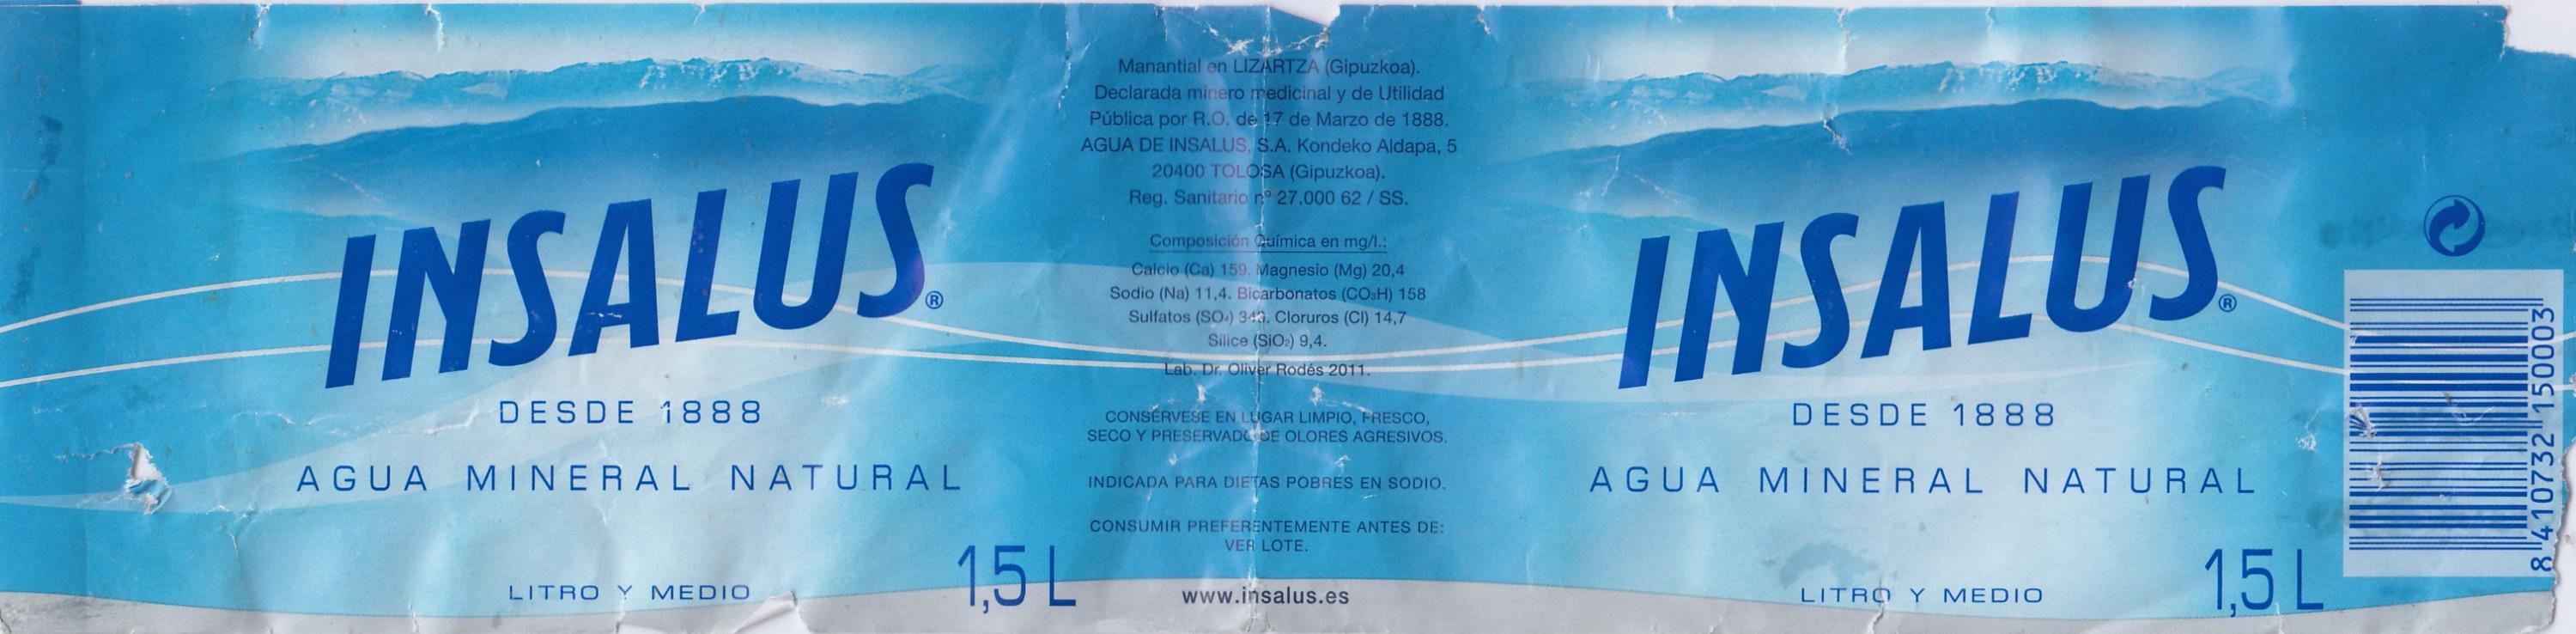 INSALUS®
DESDE 1888
AGUA MINERAL NATURAL
LITRO Y MEDIO
1,5 L
Manantial en LIZARTZA (Gipuzkoa).
Declarada minero medicinal y de Utilidad
Pública por R.O. de 17 de Marzo de 1888.
AGUA DE INSALUS, S.A. Kondeko Aldapa, 5
20400 TOLOSA (Gipuzkoa).
Reg. Sanitario nº 27.000 62 / SS.
Composición Química en mg/l.:
Calcio (Ca) 159. Magnesio (Mg) 20,4
Sodio (Na) 11,4. Bicarbonatos (CO₃H) 158
Sulfatos (SO₄) Cloruros (Cl) 14,7
Silice (SiO₂) 9,4.
Lab. Dr. Oliver Rodés 2011.
CONSÉRVESE EN LUGAR LIMPIO, FRESCO,
SECO Y PRESERVADO DE OLORES AGRESIVOS.
INDICADA PARA DIETAS POBRES EN SODIO.
CONSUMIR PREFERENTEMENTE ANTES DE:
VER LOTE.
www.insalus.es
INSALUS®
DESDE 1888
AGUA MINERAL NATURAL
LITRO Y MEDIO
1,5 L
8 410732 150003